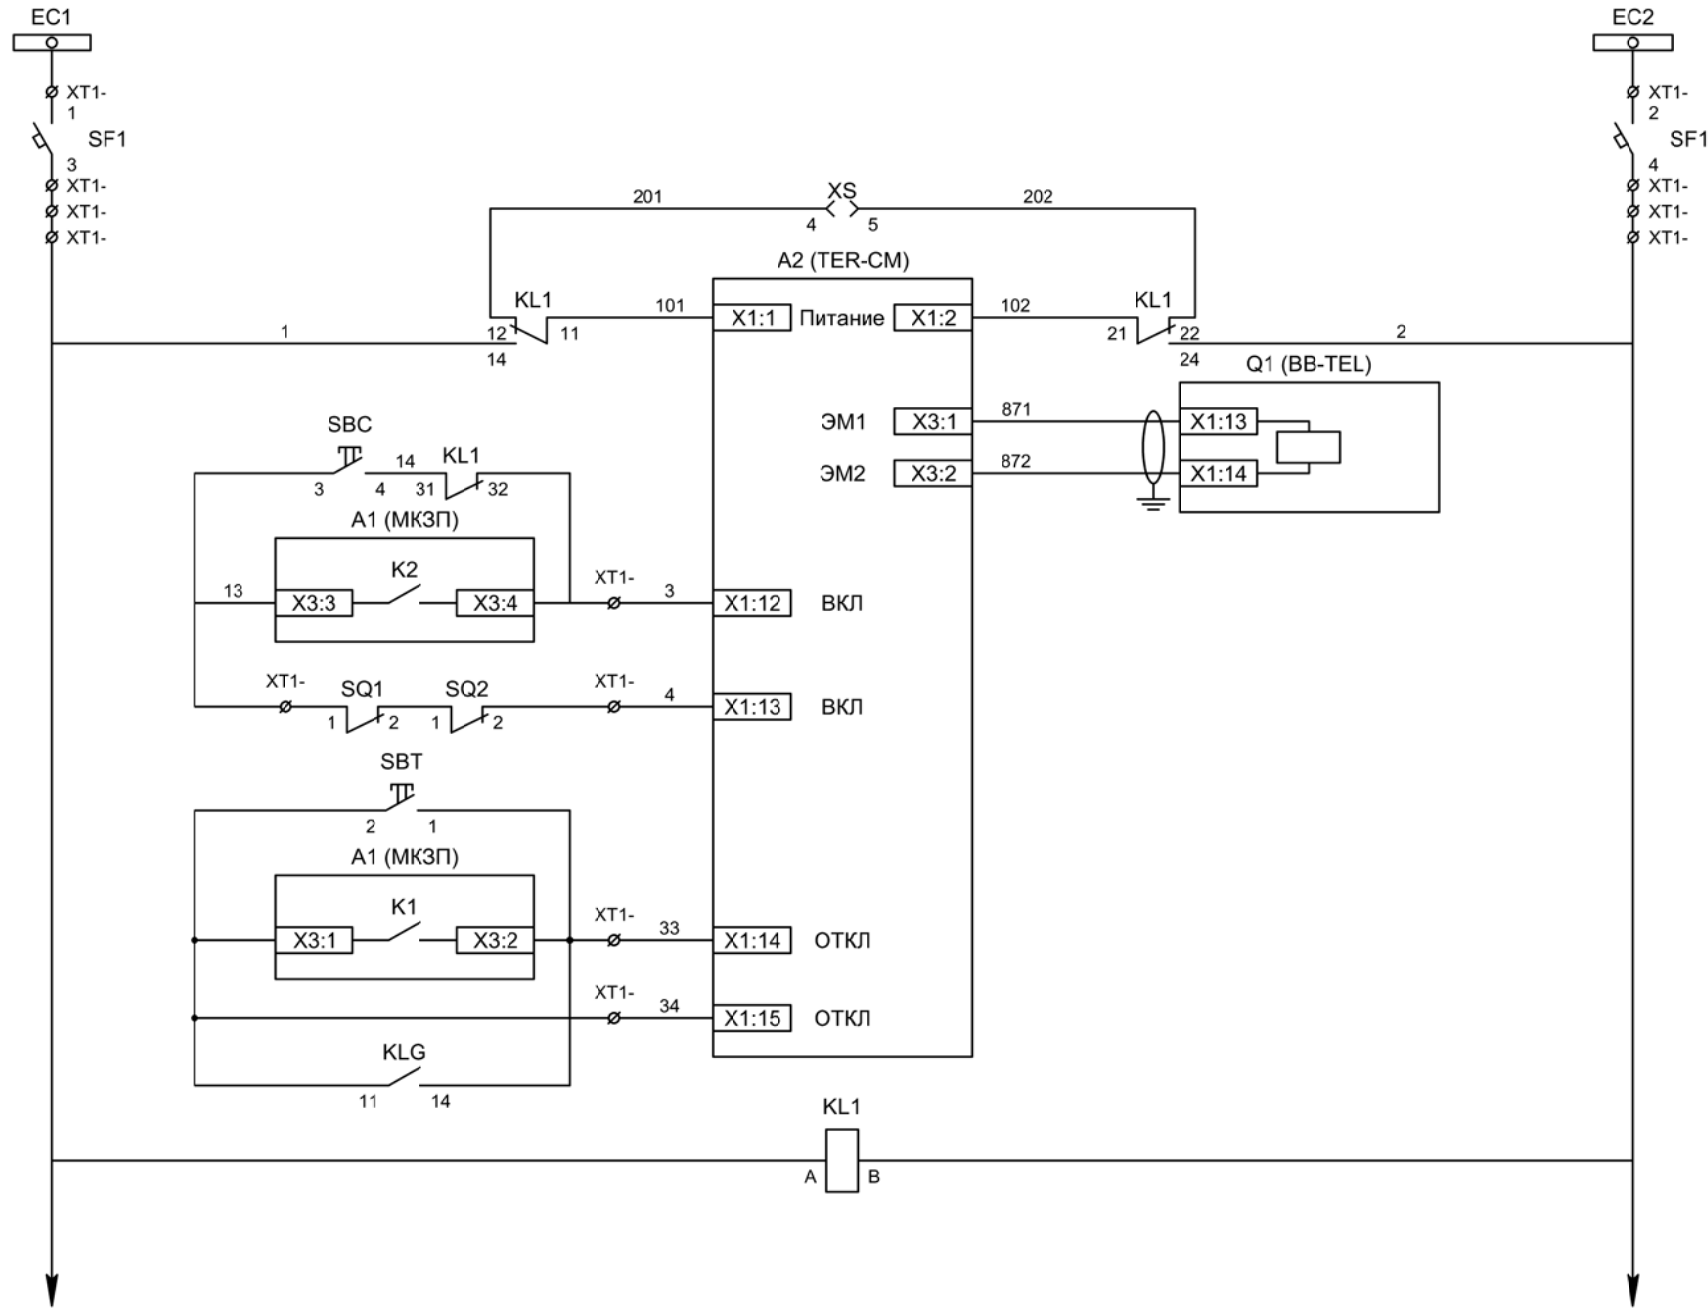 EC1
EC2
XT1-
XT1-
1
2
SF1
SF1
3
4
XT1-
XT1-
XT1-
XT1-
XT1-
XT1-
201
XS
202
4
5
A2 (TER-CM)
KL1
101
X1:1
Питание
X1:2
102
KL1
1
12
11
21
22
2
14
24
Q1 (BB-TEL)
ЭМ1
X3:1
871
X1:13
SBC
14
KL1
ЭМ2
X3:2
872
X1:14
3
4
31
32
A1 (МКЗП)
K2
XT1-
13
X3:3
X3:4
3
X1:12
ВКЛ
XT1-
SQ1
SQ2
XT1-
4
X1:13
ВКЛ
1
2
1
2
SBT
2
1
A1 (МКЗП)
K1
XT1-
33
X3:1
X3:2
X1:14
ОТКЛ
XT1-
34
X1:15
ОТКЛ
KLG
11
14
KL1
A
B